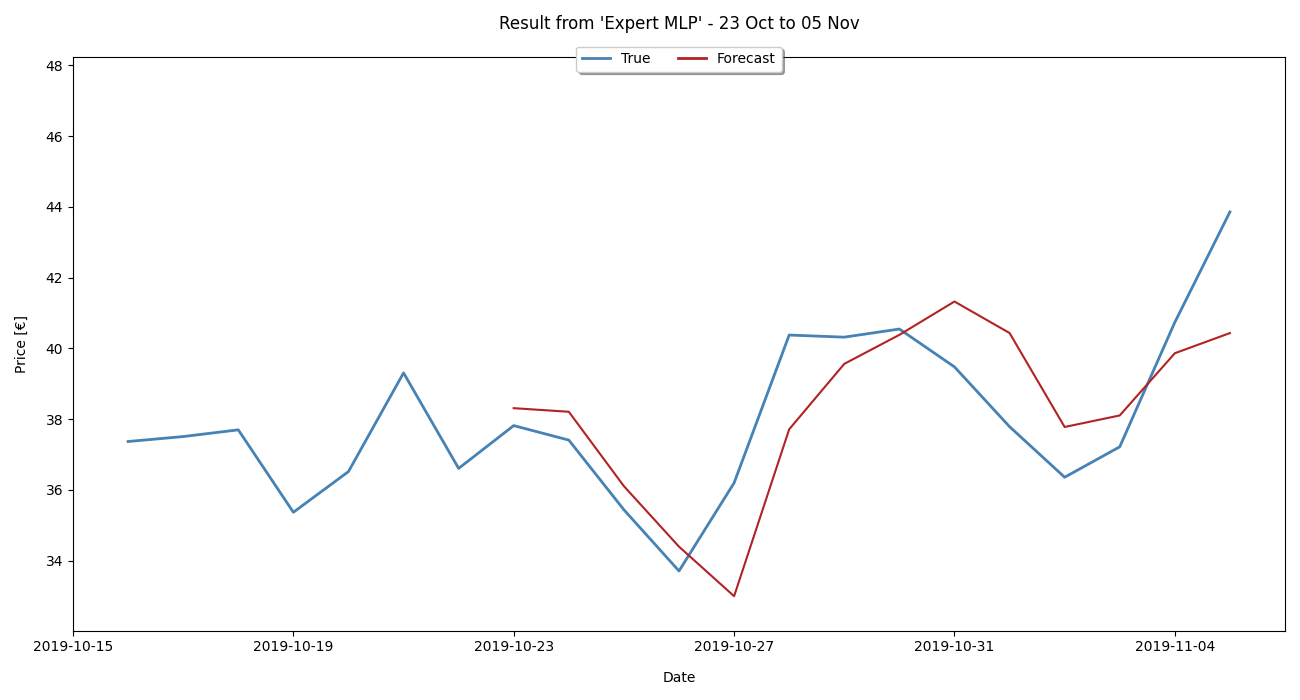 Result from 'Expert MLP' - 23 Oct to 05 Nov
True Forecast
48
46
44
42
40
38
36
34
Price [€]
2019-10-15 2019-10-19 2019-10-23 2019-10-27 2019-10-31 2019-11-04
Date